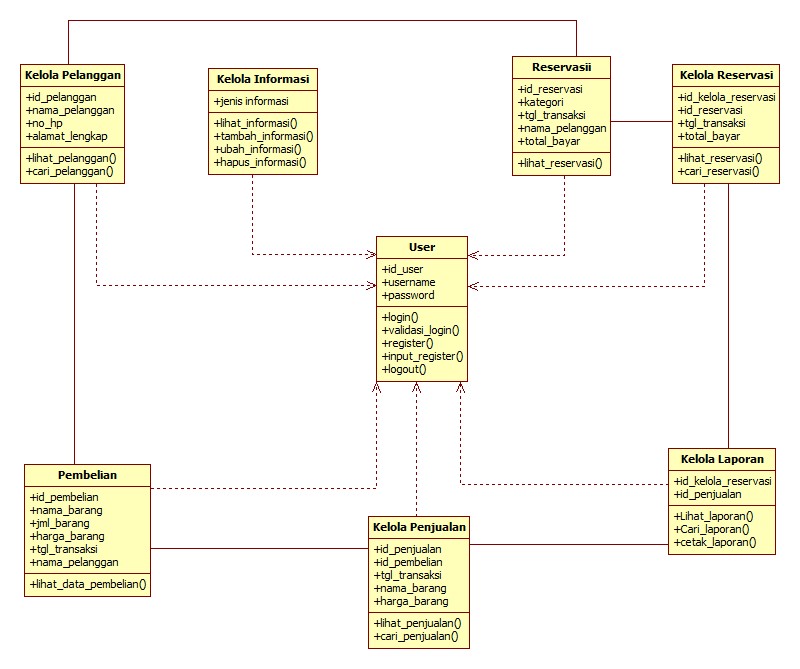 Kelola Pelanggan
+id_pelanggan
+nama_pelanggan
+no_hp
+alamat_lengkap
+lihat_pelanggan()
+cari_pelanggan()
Kelola Informasi
+jenis informasi
+lihat_informasi()
+tambah_informasi()
+ubah_informasi()
+hapus_informasi()
Reservasii
+id_reservasi
+kategori
+tgl_transaksi
+nama_pelanggan
+total_bayar
+lihat_reservasi()
Kelola Reservasi
+id_kelola_reservasi
+id_reservasi
+tgl_transaksi
+total_bayar
+lihat_reservasi()
+cari_reservasi()
User
+id_user
+username
+password
+login()
+validasi_login()
+register()
+input_register()
+logout()
Pembelian
+id_pembelian
+nama_barang
+jml_barang
+harga_barang
+tgl_transaksi
+nama_pelanggan
+lihat_data_pembelian()
Kelola Penjualan
+id_penjualan
+id_pembelian
+tgl_transaksi
+nama_barang
+harga_barang
+lihat_penjualan()
+cari_penjualan()
Kelola Laporan
+id_kelola_reservasi
+id_penjualan
+Lihat_laporan()
+Cari_laporan()
+cetak_laporan()